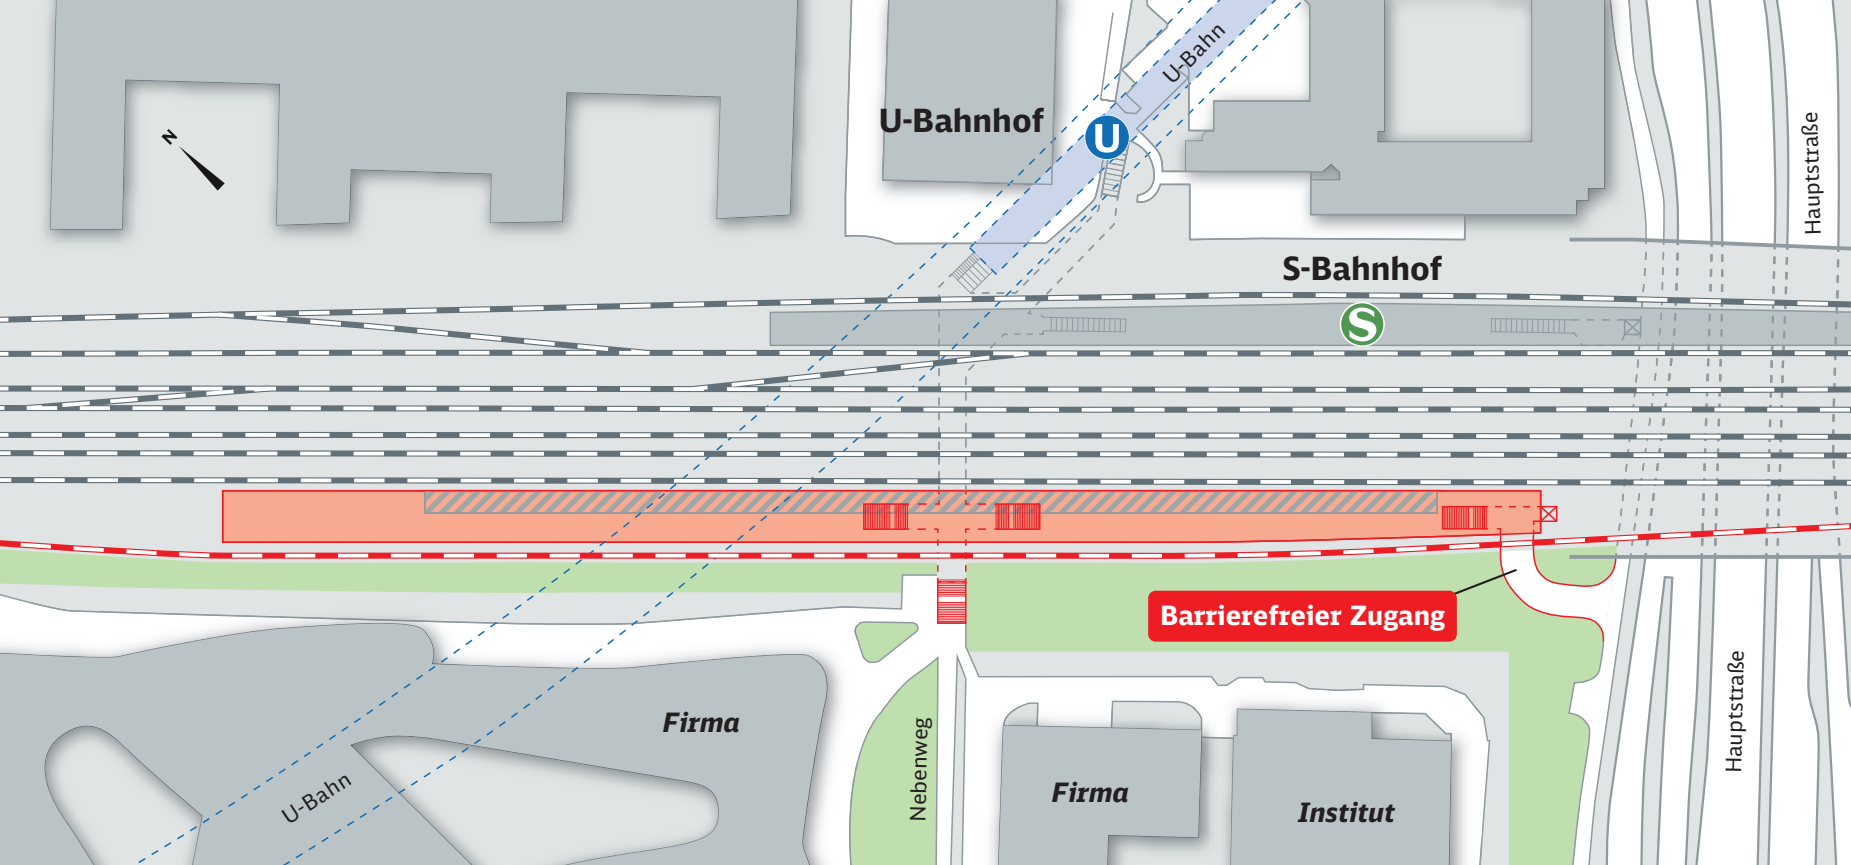 U-Bahn
U-Bahnhof
U
N
Hauptstraße
S-Bahnhof
S
Barrierefreier Zugang
Hauptstraße
Firma
Nebenweg
U-Bahn
Firma
Institut